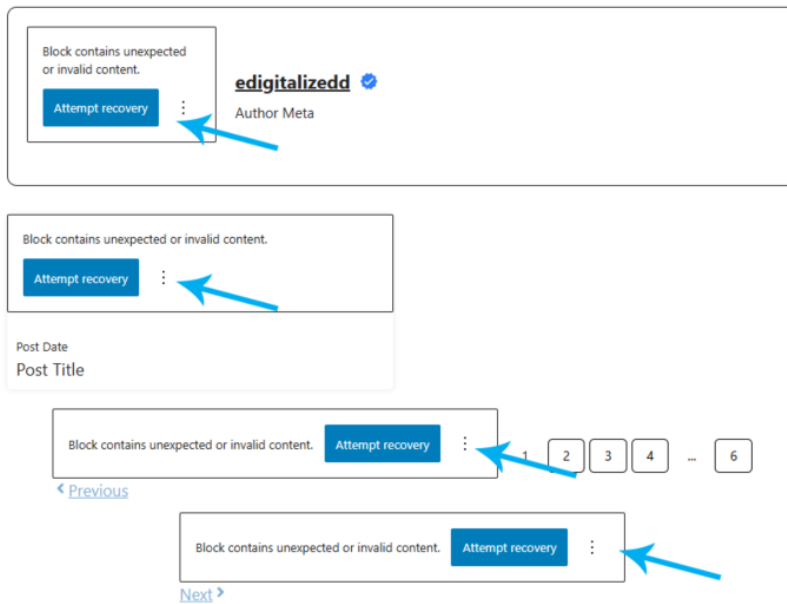 Block contains unexpected
or invalid content.
Attempt recovery
edigitalizedd
Author Meta
Block contains unexpected or invalid content.
Attempt recovery
Post Date
Post Title
Block contains unexpected or invalid content. Attempt recovery
1 2 3 4 ... 6
Previous
Block contains unexpected or invalid content. Attempt recovery
Next